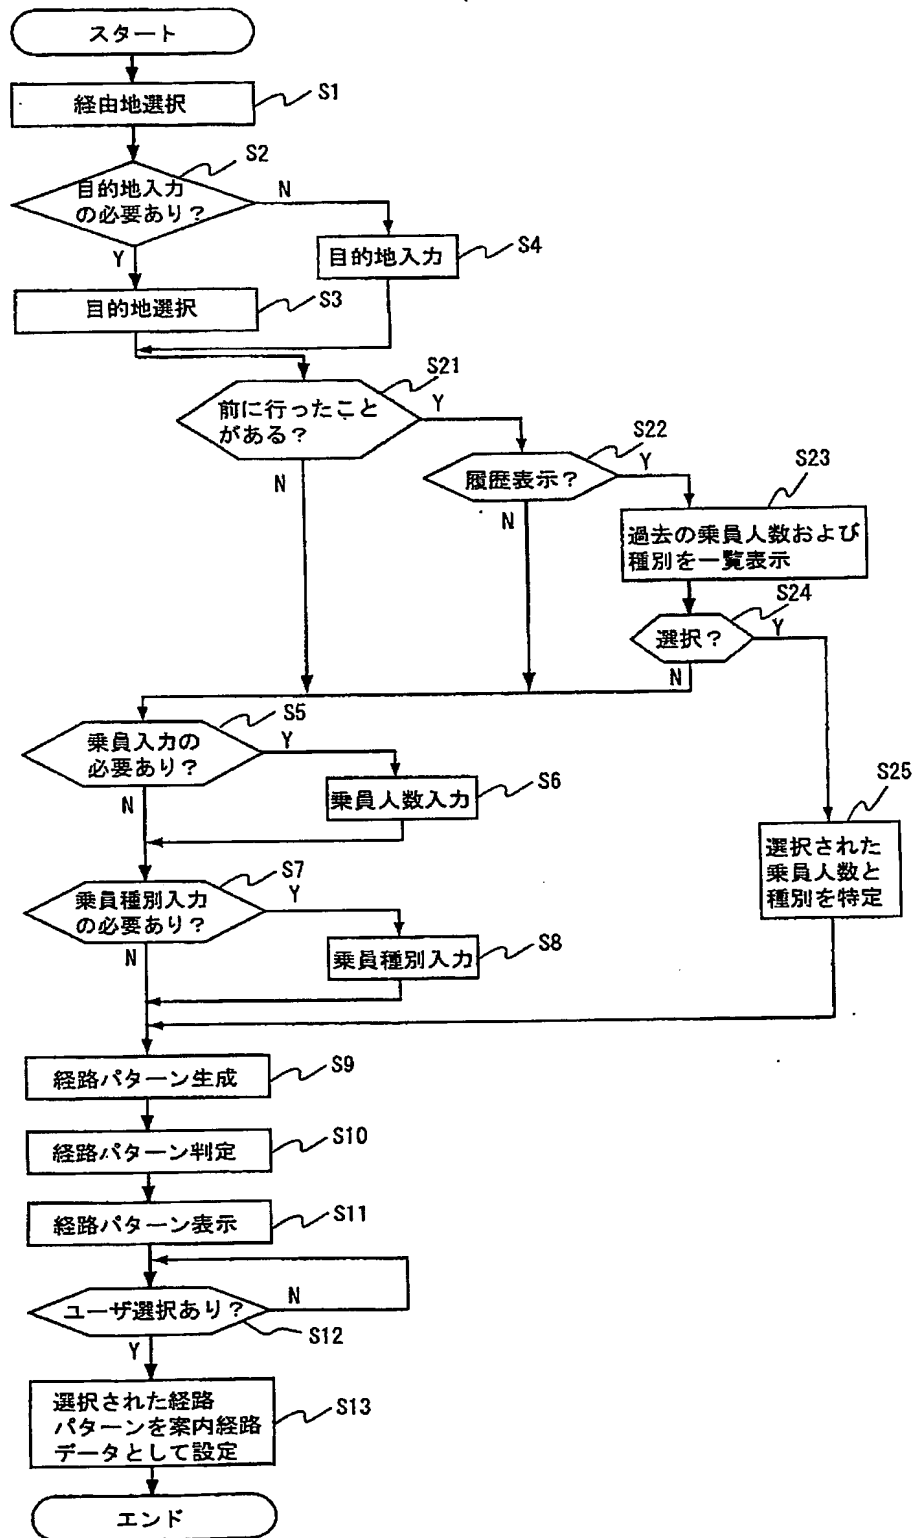 スタート
経由地選択
S1
S2
目的地入力
の必要あり？
N
Y
目的地入力
S4
目的地選択
S3
S21
前に行ったこと
がある？
Y
N
S22
履歴表示？
Y
N
S23
過去の乗員人数および
種別を一覧表示
S24
選択？
Y
N
S5
乗員入力の
必要あり？
Y
N
乗員人数入力
S6
S25
選択された
乗員人数と
種別を特定
S7
乗員種別入力
の必要あり？
Y
N
乗員種別入力
S8
経路パターン生成
S9
経路パターン判定
S10
経路パターン表示
S11
ユーザ選択あり？
N
S12
Y
選択された経路
パターンを案内経路
データとして設定
S13
エンド